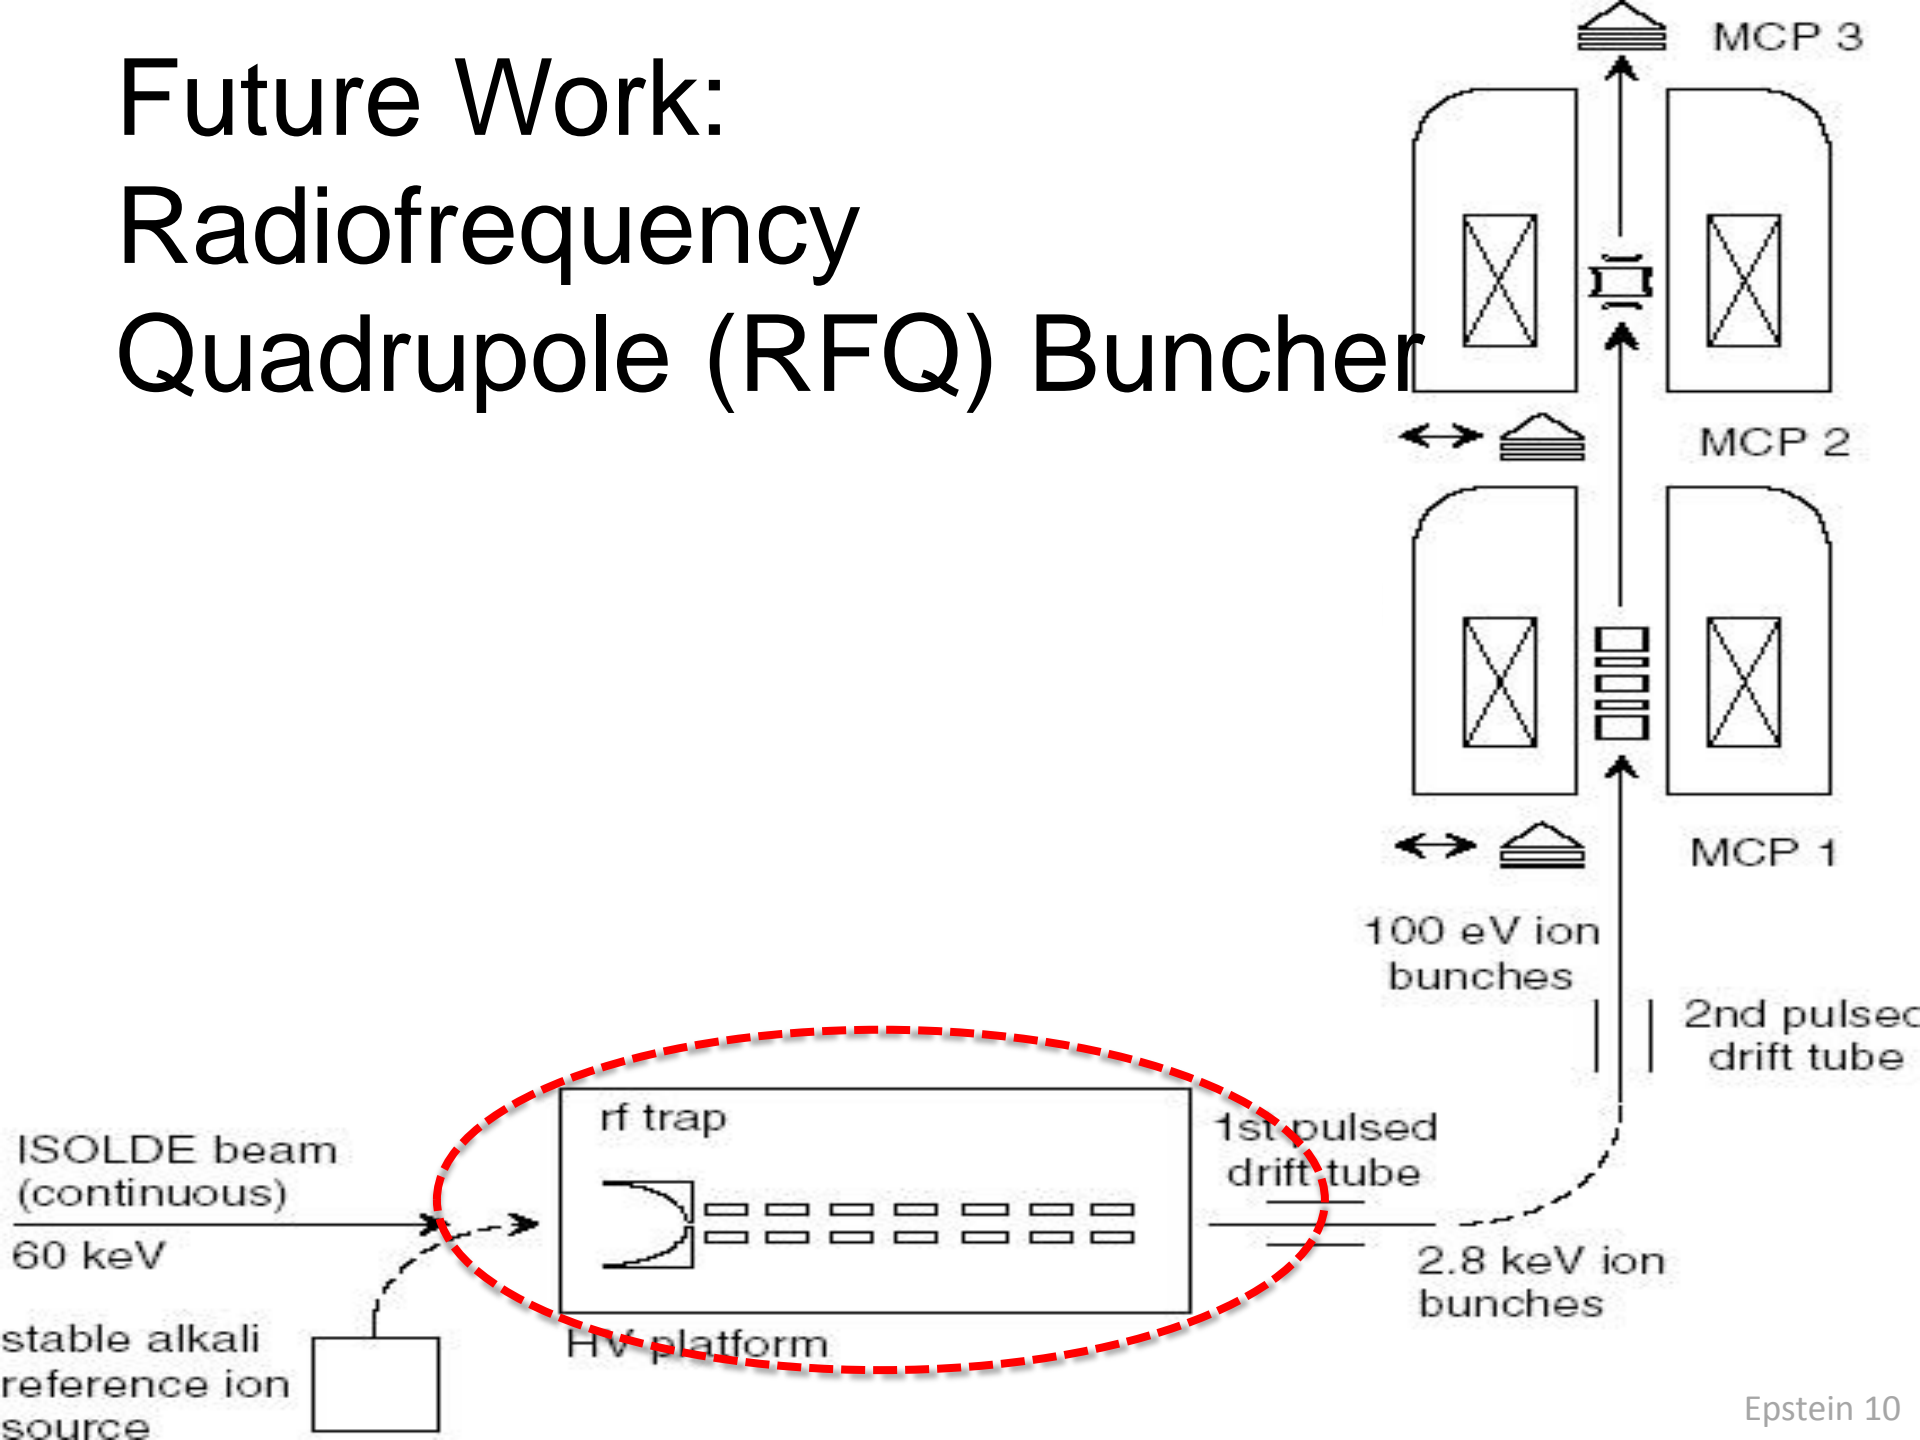 Future Work:
Radiofrequency
Quadrupole (RFQ) Buncher
MCP 3
MCP 2
MCP 1
100 eV ion
bunches
2nd pulsed
drift tube
rf trap
1st pulsed
drift tube
ISOLDE beam
(continuous)
60 keV
2.8 keV ion
bunches
HV platform
stable alkali
reference ion
source
Epstein 10